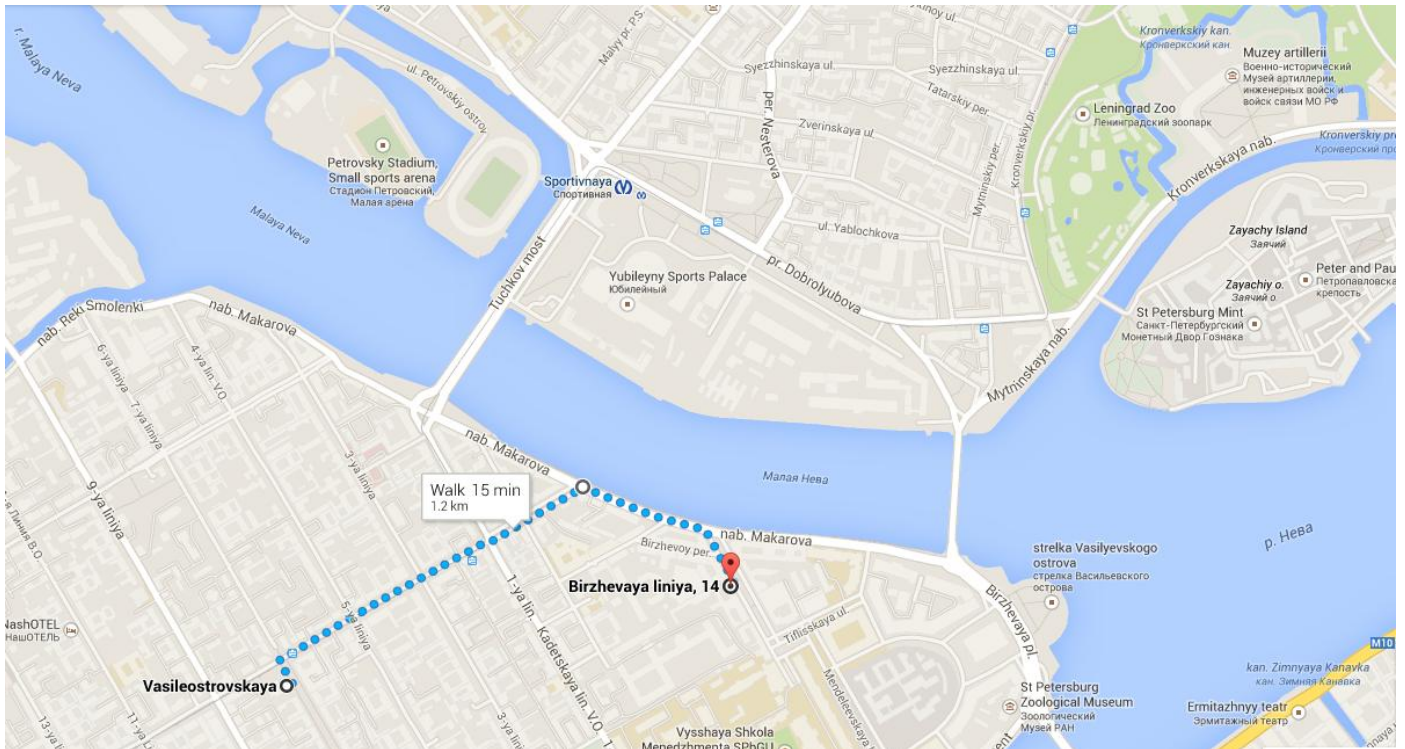 r. Malaya Neva
Malyy pr. P.S.
ul. Petrovskiy ostrov
Syezzhinskaya ul.
Syezzhinskaya ul.
Tatarskiy per.
per. Nesterova
Zverinskaya ul
Mytninskiy per.
Kronverkskiy pr.
Kronverkskiy kan.
Кронверкский кан.
Muzey artillerii
Военно-исторический
Музей артиллерии,
инженерных войск и
войск связи МО РФ
Leningrad Zoo
Ленинградский зоопарк
Kronverkskaya nab.
Petrovsky Stadium,
Small sports arena
Стадион Петровский,
Малая арена
Sportivnaya
Спортивная
Malaya Neva
Tuchkov most
ul. Yablochkova
Yubileyny Sports Palace
Юбилейный
pr. Dobrolyubova
Zayachy Island
Заячий
Zayachiy o.
Заячий о.
Peter and Pau
Петропавловска
крепость
St Petersburg Mint
Санкт-Петербургский
Монетный Двор Гознака
Mytninskaya nab.
nab. Reki Smolenki
nab. Makarova
6-ya liniya
7-ya liniya
4-ya lin. V.O
3-ya liniya
9-ya liniya
nab. Makarova
Walk 15 min
1.2 km
Малая Нева
nab. Makarova
Birzhevoy per.
Birzhevaya liniya, 14
strelka Vasilyevskogo
ostrova
стрелка Васильевского
острова
р. Нева
Birzhevaya pl.
Tiflisskaya ul.
5-ya liniya
1-ya lin.
Kadetskaya lin. V.O
NashOTEL
НашОТЕЛЬ
Vasileostrovskaya
13-ya
11-ya
3-ya liniya
Mendeleevskaya
Vysshaya Shkola
Menedzhmenta SPbGU
St Petersburg
Zoological Museum
Зоологический
Музей РАН
M10
kan. Zimnyaya Kanavka
кан. Зимняя Канавка
Ermitazhnyy teatr
Эрмитажный театр